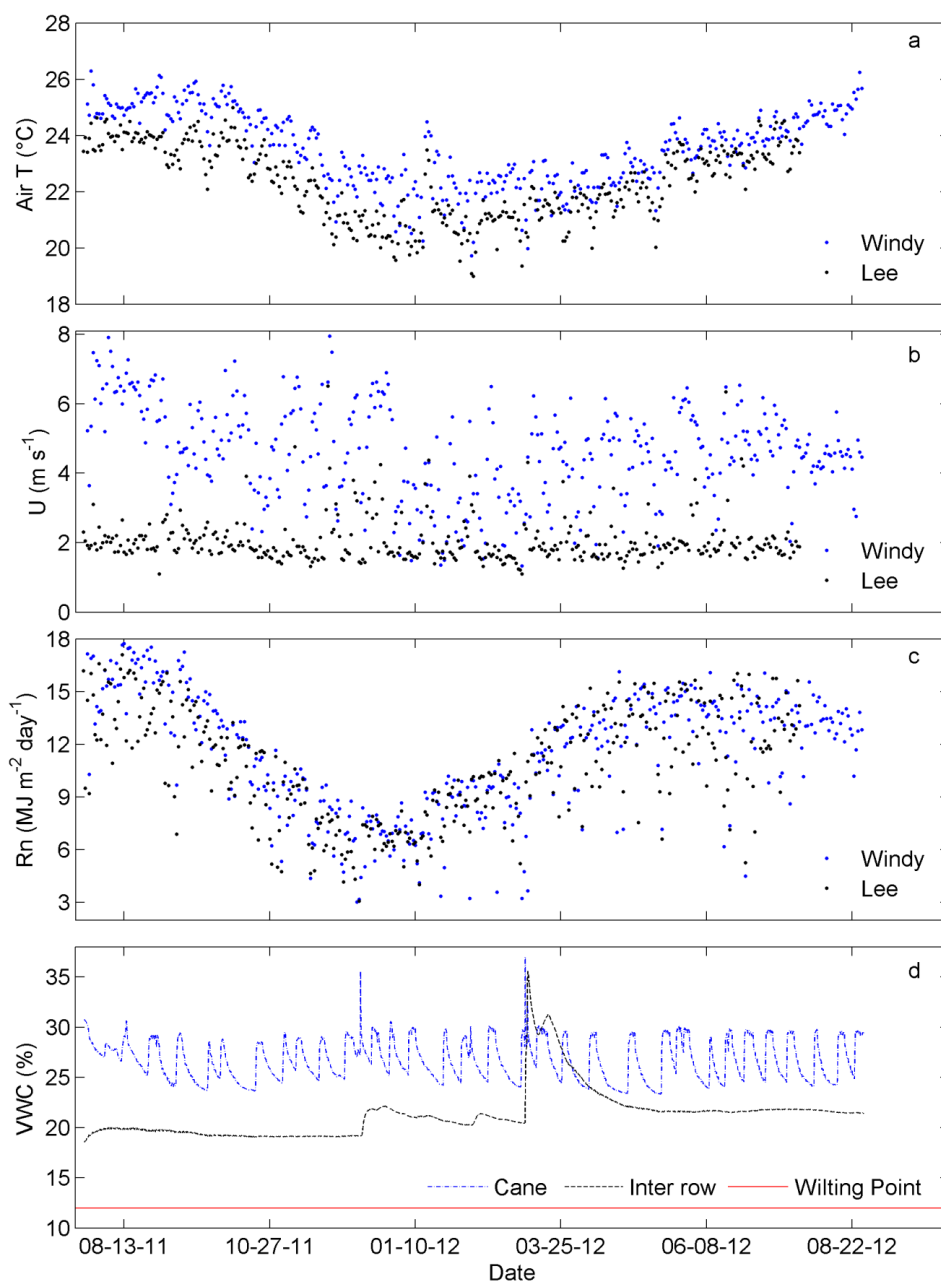 28
a
26
24
22
20
18
Air T (°C)
Windy
Lee
8
b
6
4
2
0
U (m s⁻¹)
Windy
Lee
18
c
15
12
9
6
3
Rn (MJ m⁻² day⁻¹)
Windy
Lee
d
35
30
25
20
15
10
VWC (%)
Cane Inter row Wilting Point
08-13-11 10-27-11 01-10-12 03-25-12 06-08-12 08-22-12
Date